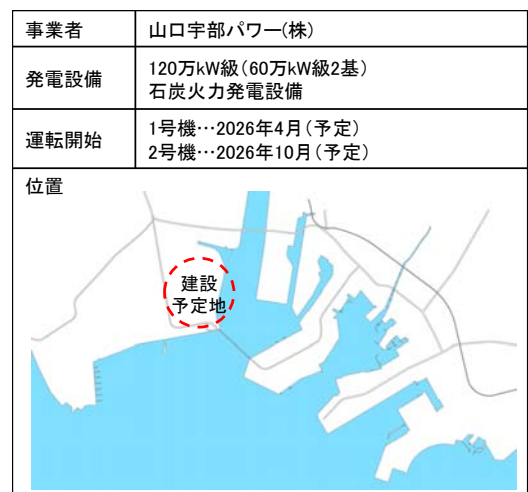 事業者
山口宇部パワー(株)
発電設備
120万kW級(60万kW級2基)
石炭火力発電設備
運転開始
1号機…2026年4月(予定)
2号機…2026年10月(予定)
位置
建設
予定地